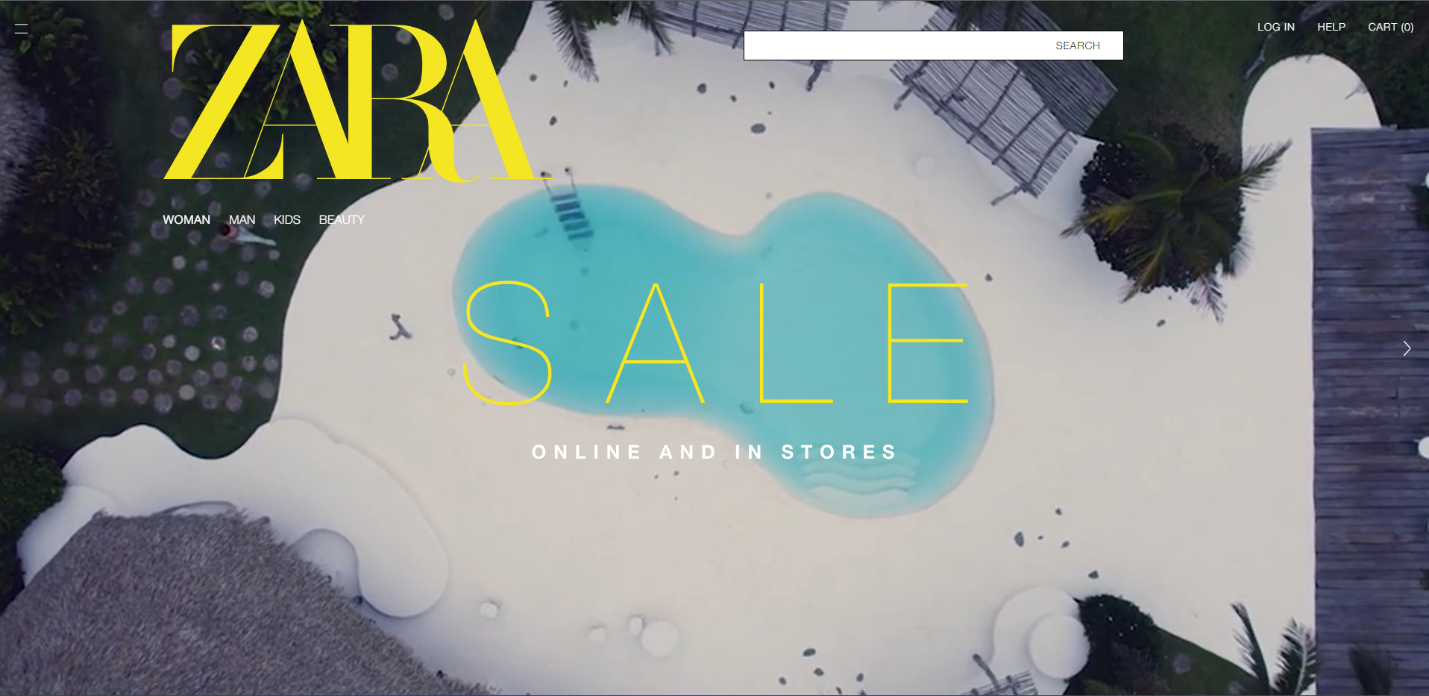 ZARA
SEARCH
LOG IN HELP CART (0)
WOMAN MAN KIDS BEAUTY
SALE
ONLINE AND IN STORES